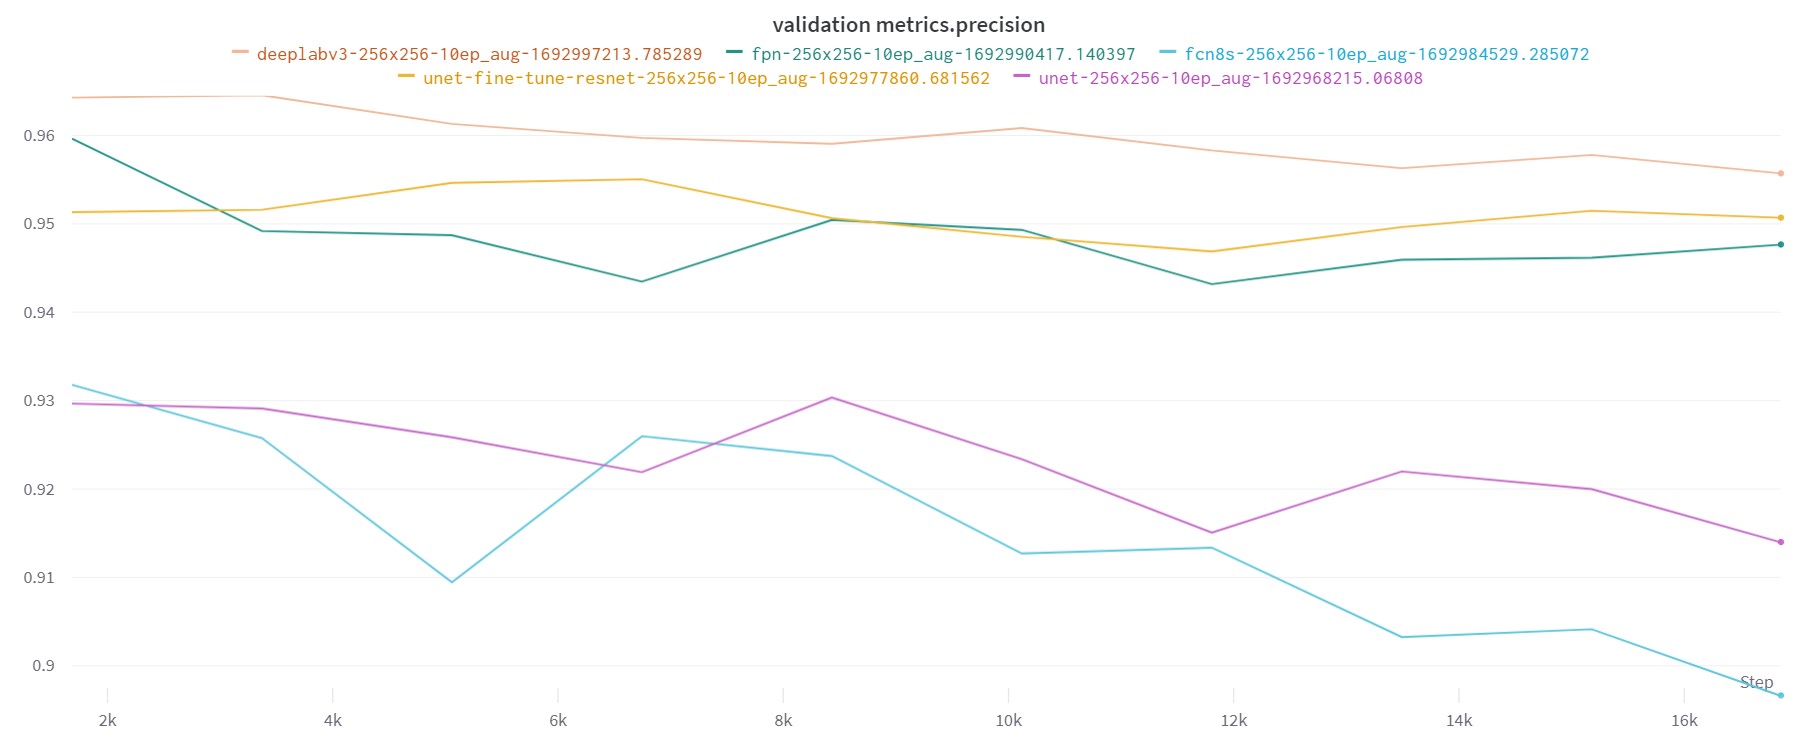 validation metrics.precision
deeplabv3-256x256-10ep_aug-1692997213.785289 fpn-256x256-10ep_aug-1692990417.140397 fcn8s-256x256-10ep_aug-1692984529.285072
unet-fine-tune-resnet-256x256-10ep_aug-1692977860.681562 unet-256x256-10ep_aug-1692968215.06808
0.96
0.95
0.94
0.93
0.92
0.91
0.9
Step
2k 4k 6k 8k 10k 12k 14k 16k